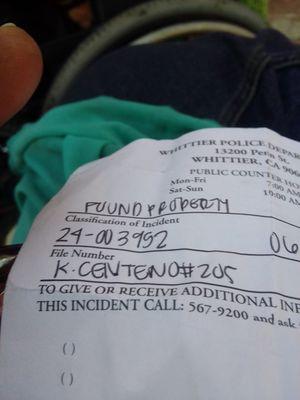 WHITTIER POLICE DEPAR
13200 Penn St.
WHITTIER, CA 906
PUBLIC COUNTER HO
Mon-Fri 7:00 AM
Sat-Sun 10:00 AM
FOUND PROPERTY
Classification of Incident
24-003952 06
File Number
K. CENTENO #205
TO GIVE OR RECEIVE ADDITIONAL INF
THIS INCIDENT CALL: 567-9200 and ask
( )
( )